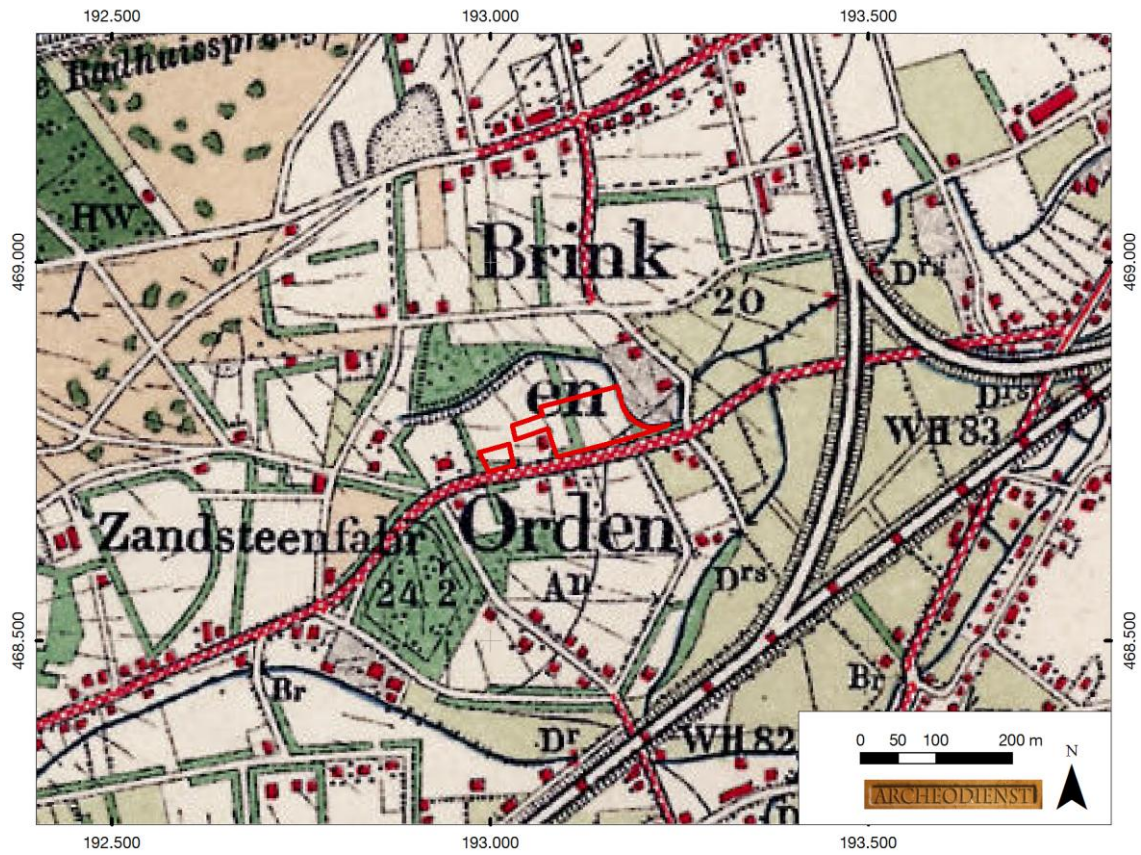 192.500 193.000 193.500
Badhuisspreng
HW
469.000
Brink
469.000
Drs
20
en
Drs
WH 83
Zandsteenfabr
Orden
24.2
An
Drs
468.500
468.500
Br
Br
Dr
WH 82
D
0 50 100 200 m
N
ARCHEODIENST
192.500 193.000 193.500